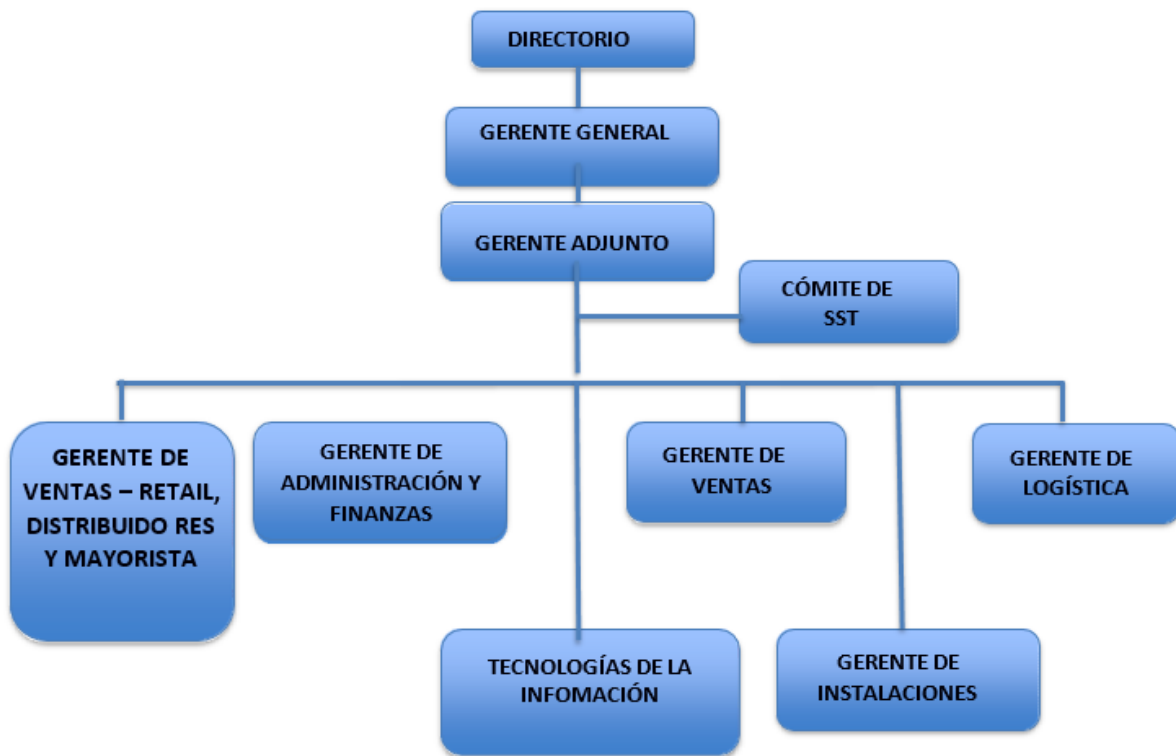 DIRECTORIO
GERENTE GENERAL
GERENTE ADJUNTO
CÓMITE DE
SST
GERENTE DE
VENTAS – RETAIL,
DISTRIBUIDO RES
Y MAYORISTA
GERENTE DE
ADMINISTRACIÓN Y
FINANZAS
GERENTE DE
VENTAS
GERENTE DE
LOGÍSTICA
TECNOLOGÍAS DE LA
INFOMACIÓN
GERENTE DE
INSTALACIONES